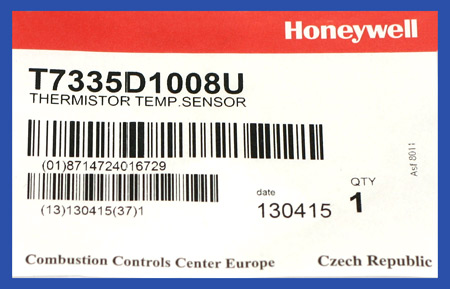 Honeywell
T7335D1008U
THERMISTOR TEMP.SENSOR
(01)8714724016729
(13)130415(37)1
date
130415
QTY
1
Asf 8011
Combustion Controls Center Europe
Czech Republic